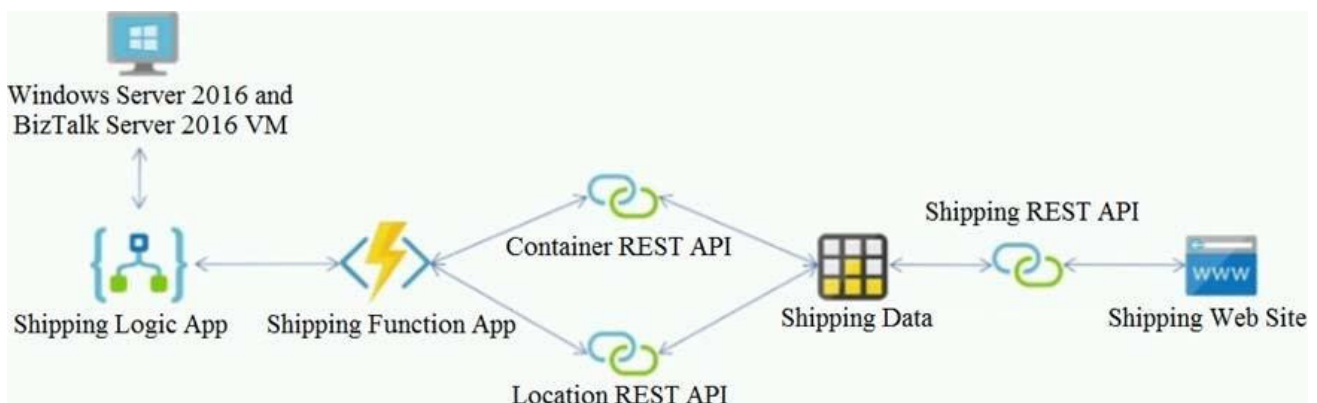 Windows Server 2016 and
BizTalk Server 2016 VM
Shipping REST API
Container REST API
www
Shipping Logic App
Shipping Function App
Shipping Data
Shipping Web Site
Location REST API